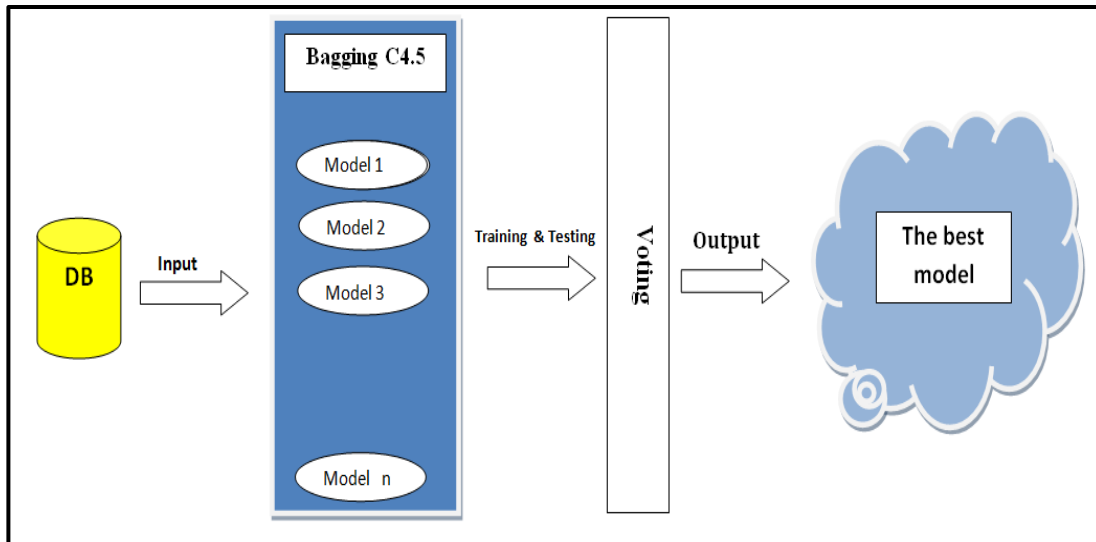 Bagging C4.5
Model 1
Model 2
Model 3
Model n
DB
Input
Training & Testing
Voting
Output
The best
model